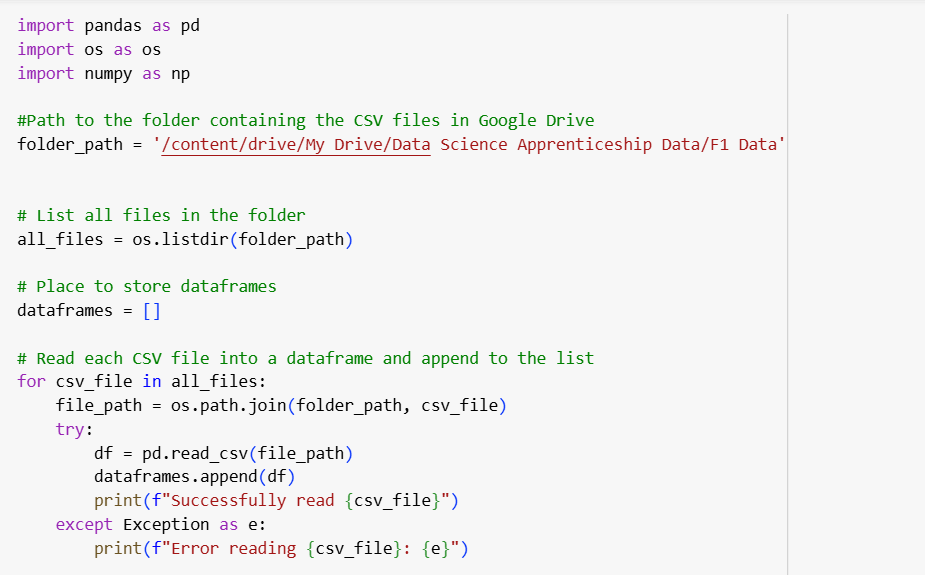 import pandas as pd
import os as os
import numpy as np
#Path to the folder containing the CSV files in Google Drive
folder_path = '/content/drive/My Drive/Data Science Apprenticeship Data/F1 Data'
# List all files in the folder
all_files = os.listdir(folder_path)
# Place to store dataframes
dataframes = []
# Read each CSV file into a dataframe and append to the list
for csv_file in all_files:
    file_path = os.path.join(folder_path, csv_file)
    try:
        df = pd.read_csv(file_path)
        dataframes.append(df)
        print(f"Successfully read {csv_file}")
    except Exception as e:
        print(f"Error reading {csv_file}: {e}")